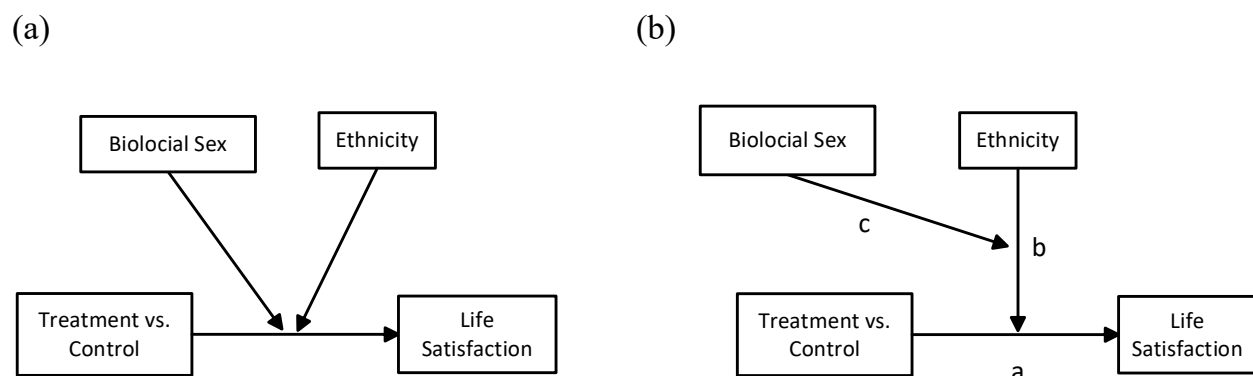 (a)
Biolocial Sex
Ethnicity
Treatment vs.
Control
Life
Satisfaction
(b)
Biolocial Sex
Ethnicity
c
b
Treatment vs.
Control
a
Life
Satisfaction